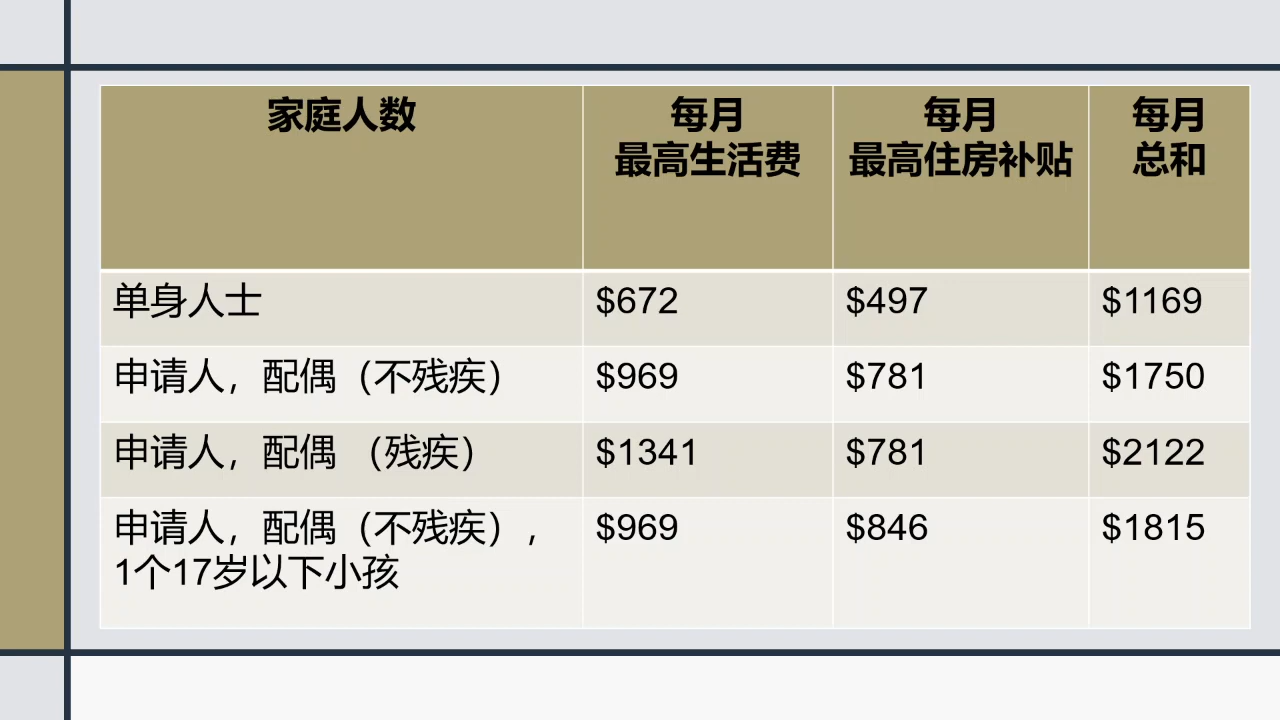 家庭人数
每月
最高生活费
每月
最高住房补贴
每月
总和
单身人士
$672
$497
$1169
申请人，配偶（不残疾）
$969
$781
$1750
申请人，配偶 （残疾）
$1341
$781
$2122
申请人，配偶（不残疾）,
1个17岁以下小孩
$969
$846
$1815